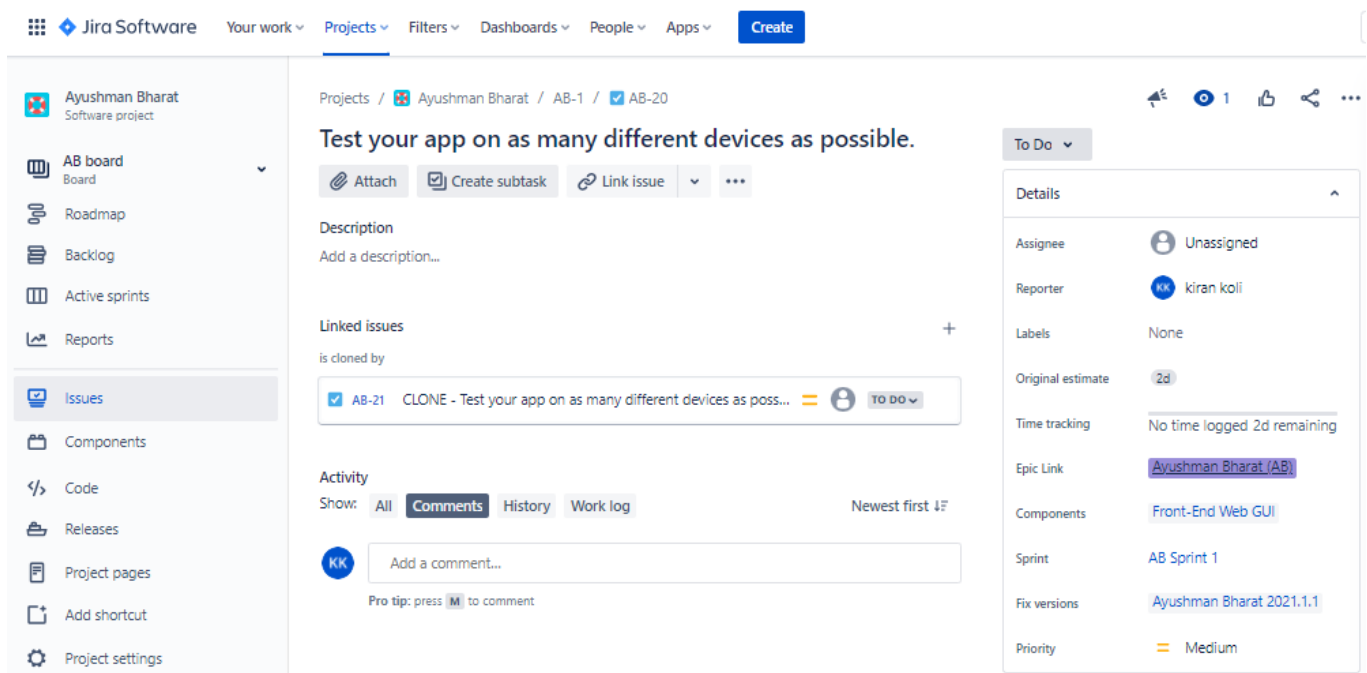 Jira Software Your work Projects Filters Dashboards People Apps Create
Ayushman Bharat
Software project
AB board
Board
Roadmap
Backlog
Active sprints
Reports
Issues
Components
Code
Releases
Project pages
Add shortcut
Project settings
Projects / Ayushman Bharat / AB-1 / AB-20
1
Test your app on as many different devices as possible.
Attach Create subtask Link issue
Description
Add a description...
Linked issues
is cloned by
AB-21 CLONE - Test your app on as many different devices as poss... TO DO
Activity
Show: All Comments History Work log Newest first
KK Add a comment...
Pro tip: press M to comment
To Do
Details
Assignee Unassigned
Reporter KK kiran koli
Labels None
Original estimate 2d
Time tracking No time logged 2d remaining
Epic Link Ayushman Bharat (AB)
Components Front-End Web GUI
Sprint AB Sprint 1
Fix versions Ayushman Bharat 2021.1.1
Priority Medium